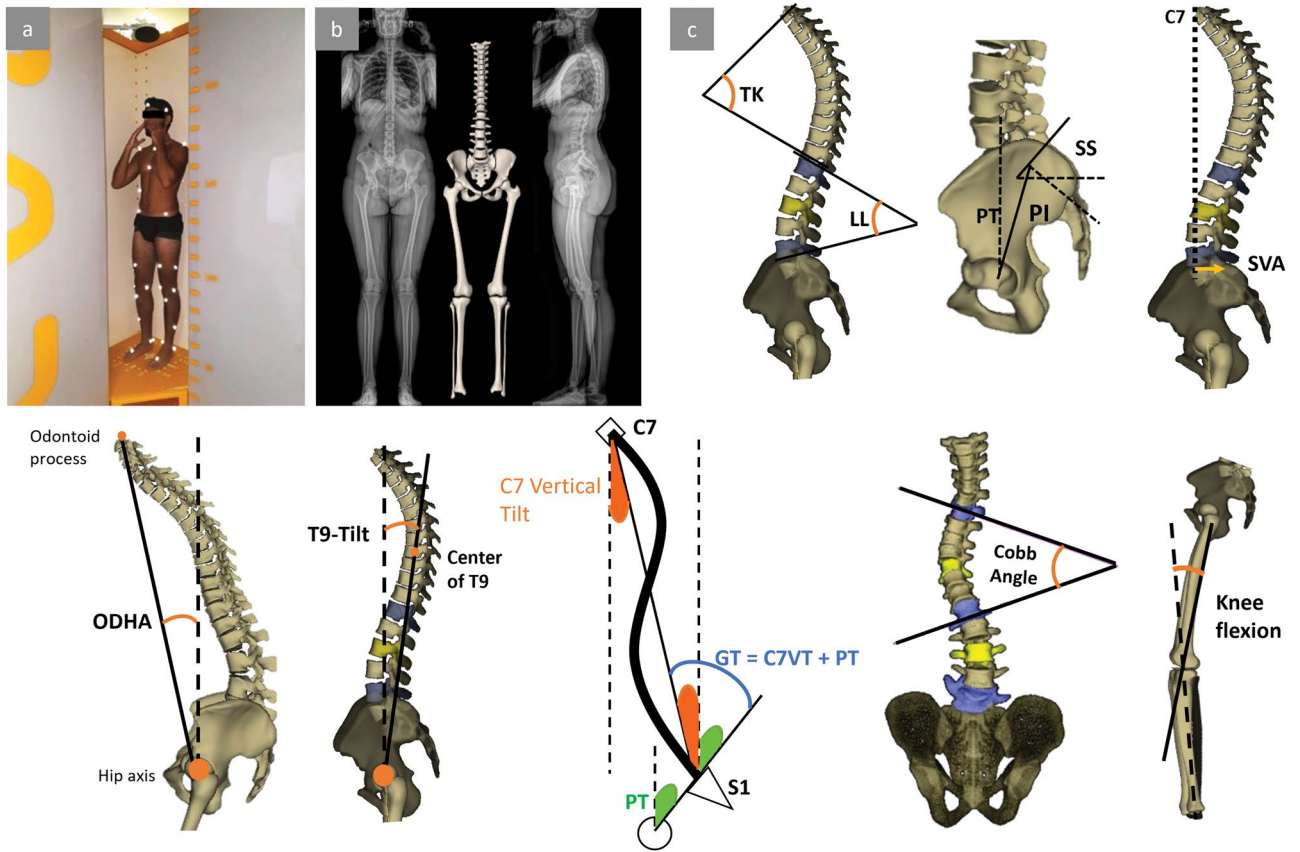 a
b
c
TK
LL
SS
PT
PI
C7
SVA
Odontoid
process
ODHA
Hip axis
T9-Tilt
Center
of T9
C7
C7 Vertical
Tilt
GT = C7VT + PT
PT
S1
Cobb
Angle
Knee
flexion